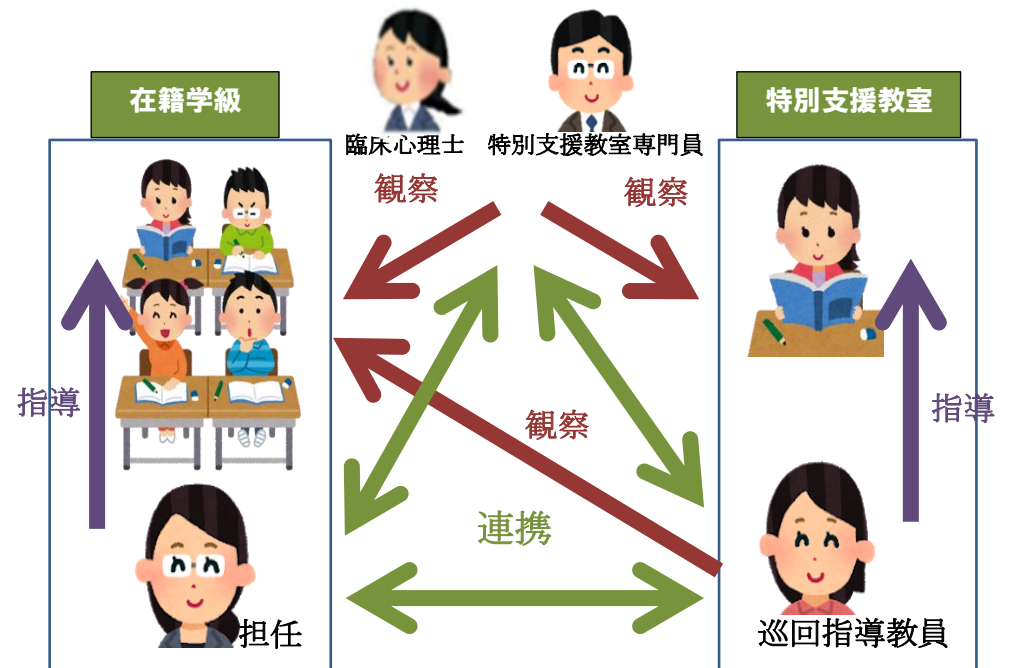 在籍学級
臨床心理士
特別支援教室専門員
特別支援教室
観察
観察
指導
観察
指導
連携
担任
巡回指導教員